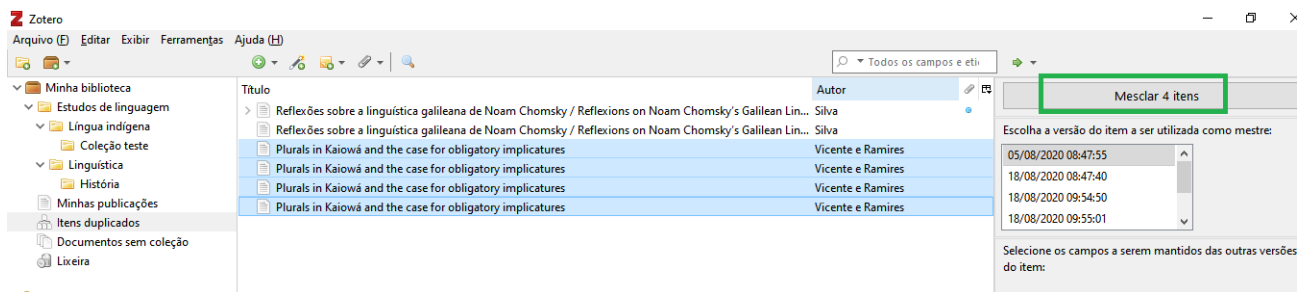 Zotero
Arquivo (F) Editar Exibir Ferramentas Ajuda (H)
Todos os campos e eti
Minha biblioteca
Estudos de linguagem
Língua indígena
Coleção teste
Linguística
História
Minhas publicações
Itens duplicados
Documentos sem coleção
Lixeira
Título Autor
Reflexões sobre a linguística galileana de Noam Chomsky / Reflexions on Noam Chomsky's Galilean Lin... Silva
Reflexões sobre a linguística galileana de Noam Chomsky / Reflexions on Noam Chomsky's Galilean Lin... Silva
Plurals in Kaiowá and the case for obligatory implicatures Vicente e Ramires
Plurals in Kaiowá and the case for obligatory implicatures Vicente e Ramires
Plurals in Kaiowá and the case for obligatory implicatures Vicente e Ramires
Plurals in Kaiowá and the case for obligatory implicatures Vicente e Ramires
Mesclar 4 itens
Escolha a versão do item a ser utilizada como mestre:
05/08/2020 08:47:55
18/08/2020 08:47:40
18/08/2020 09:54:50
18/08/2020 09:55:01
Selecione os campos a serem mantidos das outras versões
do item: